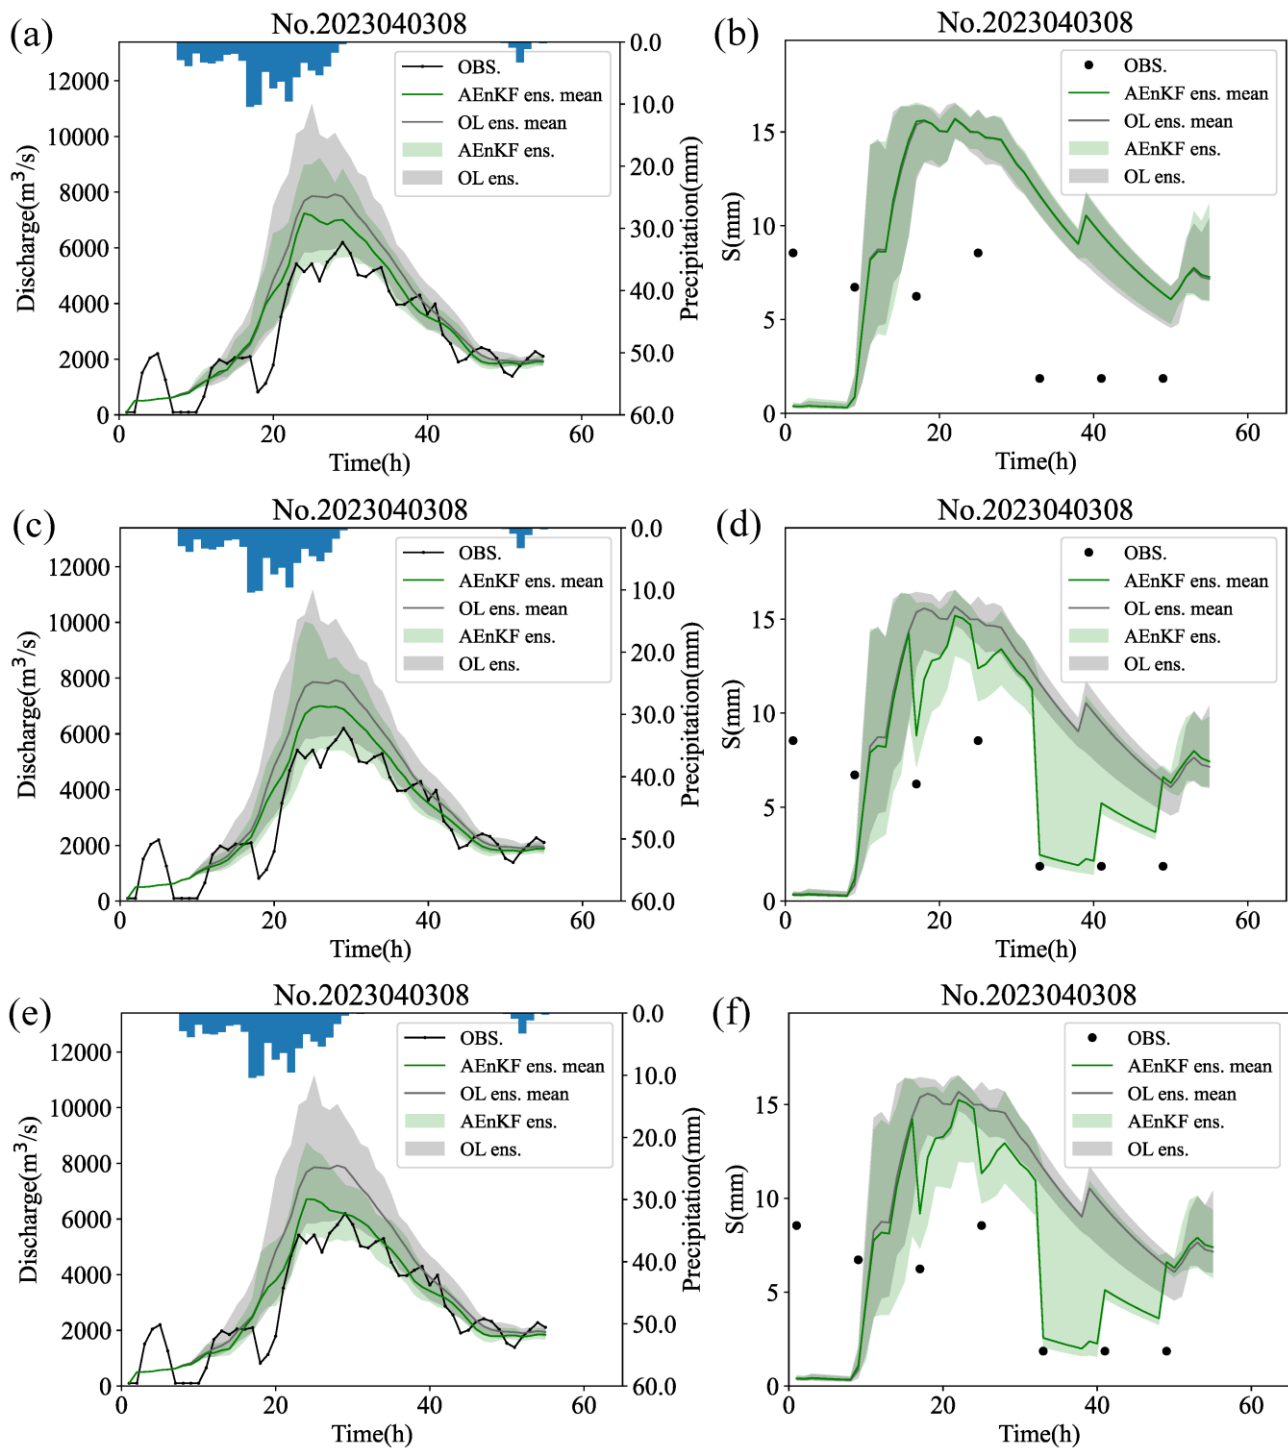 (a)
No.2023040308
Discharge(m³/s)
12000
10000
8000
6000
4000
2000
0
0
20
40
60
Time(h)
0.0
10.0
20.0
30.0
40.0
50.0
60.0
Precipitation(mm)
OBS.
AEnKF ens. mean
OL ens. mean
AEnKF ens.
OL ens.
(b)
No.2023040308
S(mm)
15
10
5
0
0
20
40
60
Time(h)
OBS.
AEnKF ens. mean
OL ens. mean
AEnKF ens.
OL ens.
(c)
No.2023040308
Discharge(m³/s)
12000
10000
8000
6000
4000
2000
0
0
20
40
60
Time(h)
0.0
10.0
20.0
30.0
40.0
50.0
60.0
Precipitation(mm)
OBS.
AEnKF ens. mean
OL ens. mean
AEnKF ens.
OL ens.
(d)
No.2023040308
S(mm)
15
10
5
0
0
20
40
60
Time(h)
OBS.
AEnKF ens. mean
OL ens. mean
AEnKF ens.
OL ens.
(e)
No.2023040308
Discharge(m³/s)
12000
10000
8000
6000
4000
2000
0
0
20
40
60
Time(h)
0.0
10.0
20.0
30.0
40.0
50.0
60.0
Precipitation(mm)
OBS.
AEnKF ens. mean
OL ens. mean
AEnKF ens.
OL ens.
(f)
No.2023040308
S(mm)
15
10
5
0
0
20
40
60
Time(h)
OBS.
AEnKF ens. mean
OL ens. mean
AEnKF ens.
OL ens.